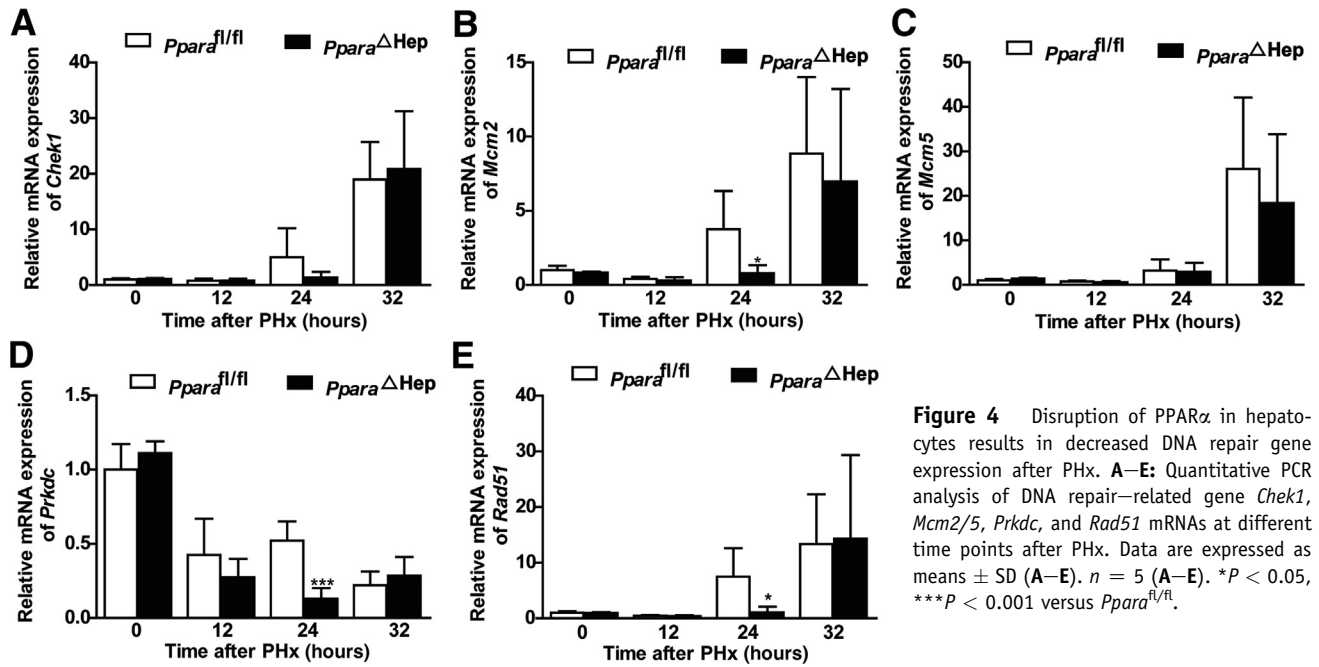 A
Ppara fl/fl
Ppara △Hep
Relative mRNA expression
of Chek1
40
30
20
10
0
0 12 24 32
Time after PHx (hours)
B
Ppara fl/fl
Ppara △Hep
Relative mRNA expression
of Mcm2
15
10
5
0
*
0 12 24 32
Time after PHx (hours)
C
Ppara fl/fl
Ppara △Hep
Relative mRNA expression
of Mcm5
50
40
30
20
10
0
0 12 24 32
Time after PHx (hours)
D
Ppara fl/fl
Ppara △Hep
Relative mRNA expression
of Prkdc
1.5
1.0
0.5
0.0
***
0 12 24 32
Time after PHx (hours)
E
Ppara fl/fl
Ppara △Hep
Relative mRNA expression
of Rad51
40
30
20
10
0
*
0 12 24 32
Time after PHx (hours)
Figure 4 Disruption of PPARα in hepato-
cytes results in decreased DNA repair gene
expression after PHx. A–E: Quantitative PCR
analysis of DNA repair–related gene Chek1,
Mcm2/5, Prkdc, and Rad51 mRNAs at different
time points after PHx. Data are expressed as
means ± SD (A–E). n = 5 (A–E). *P < 0.05,
***P < 0.001 versus Ppara fl/fl.